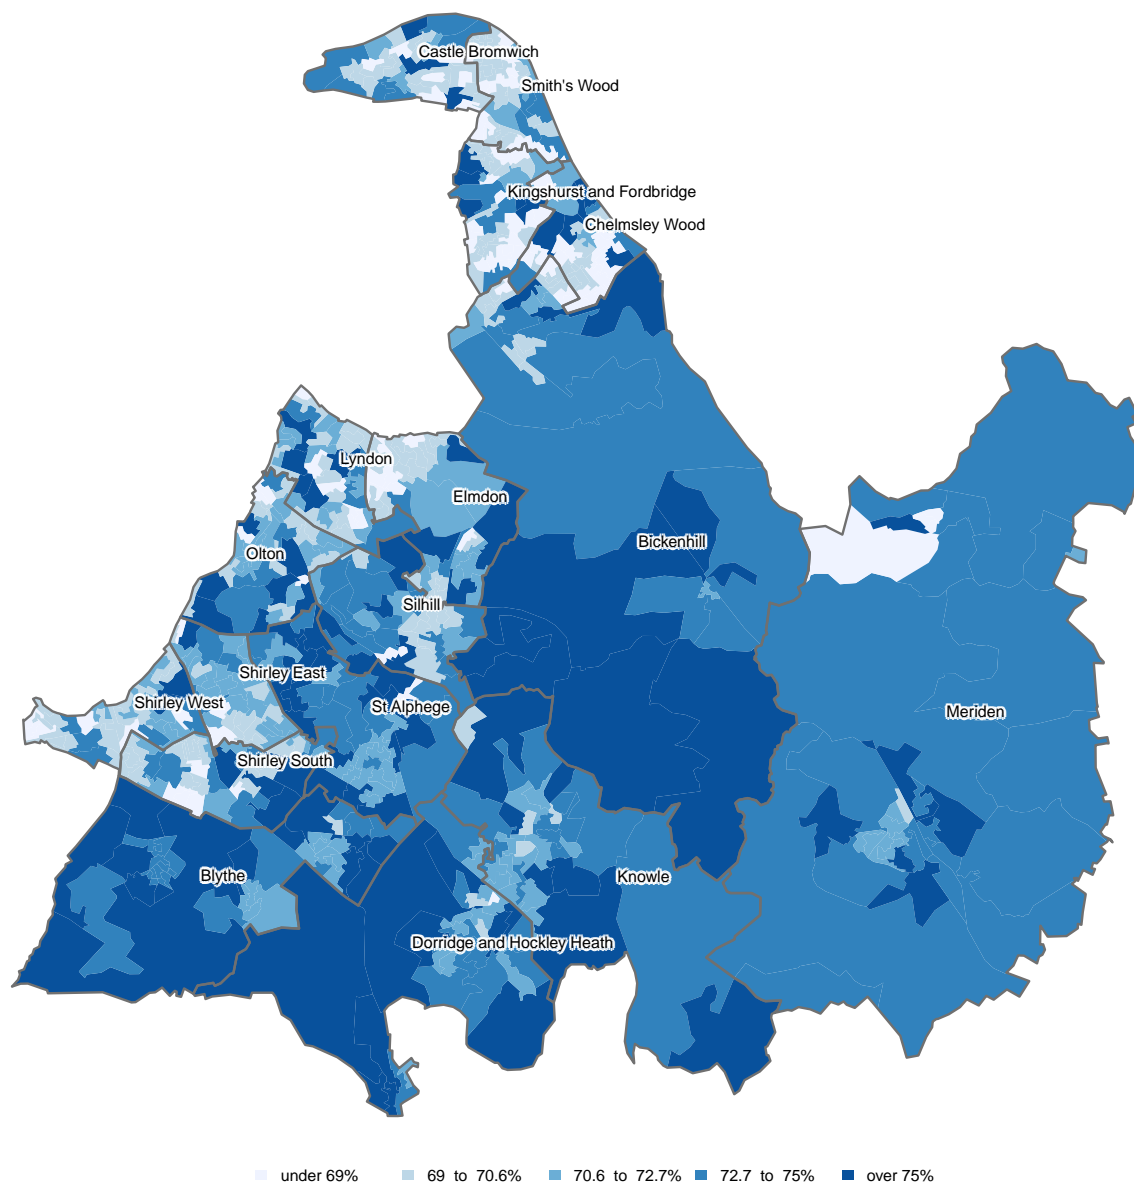 Castle Bromwich
Smith's Wood
Kingshurst and Fordbridge
Chelmsley Wood
Lyndon
Elmdon
Bickenhill
Olton
Silhill
Shirley East
Shirley West
St Alphege
Meriden
Shirley South
Blythe
Knowle
Dorridge and Hockley Heath
under 69%
69 to 70.6%
70.6 to 72.7%
72.7 to 75%
over 75%